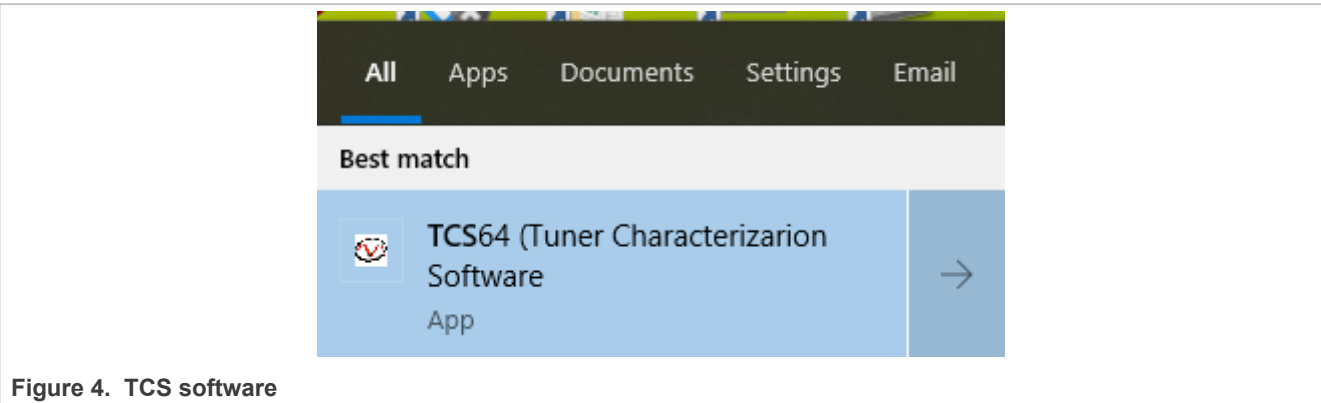 All Apps Documents Settings Email
Best match
TCS64 (Tuner Characterizarion
Software
App
Figure 4. TCS software